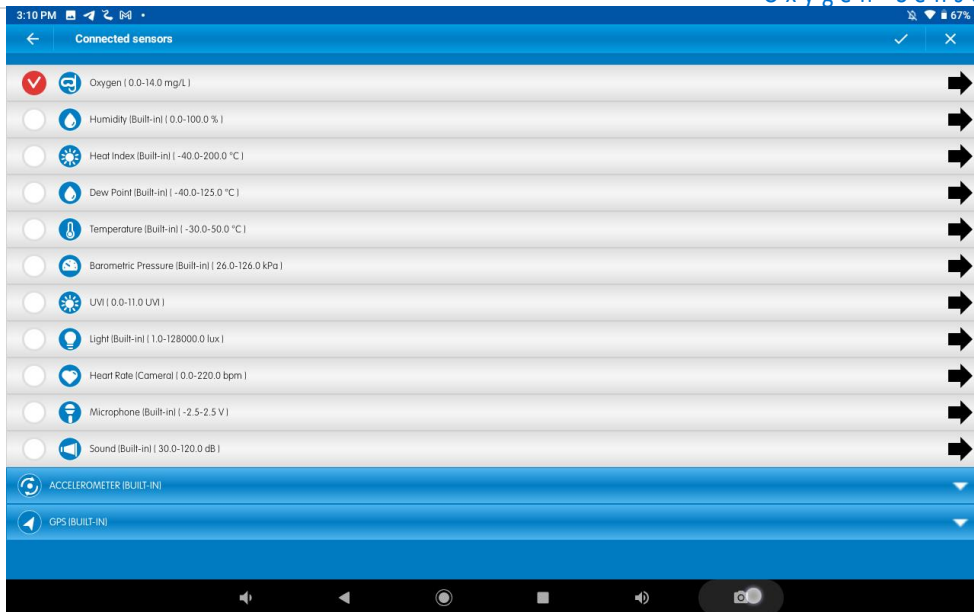 Oxygen Sens
3:10 PM
67%
Connected sensors
Oxygen ( 0.0-14.0 mg/L )
Humidity (Built-in) ( 0.0-100.0 % )
Heat Index (Built-in) ( -40.0-200.0 °C )
Dew Point (Built-in) ( -40.0-125.0 °C )
Temperature (Built-in) ( -30.0-50.0 °C )
Barometric Pressure (Built-in) ( 26.0-126.0 kPa )
UVI ( 0.0-11.0 UVI )
Light (Built-in) ( 1.0-128000.0 lux )
Heart Rate (Camera) ( 0.0-220.0 bpm )
Microphone (Built-in) ( -2.5-2.5 V )
Sound (Built-in) ( 30.0-120.0 dB )
ACCELEROMETER (BUILT-IN)
GPS (BUILT-IN)